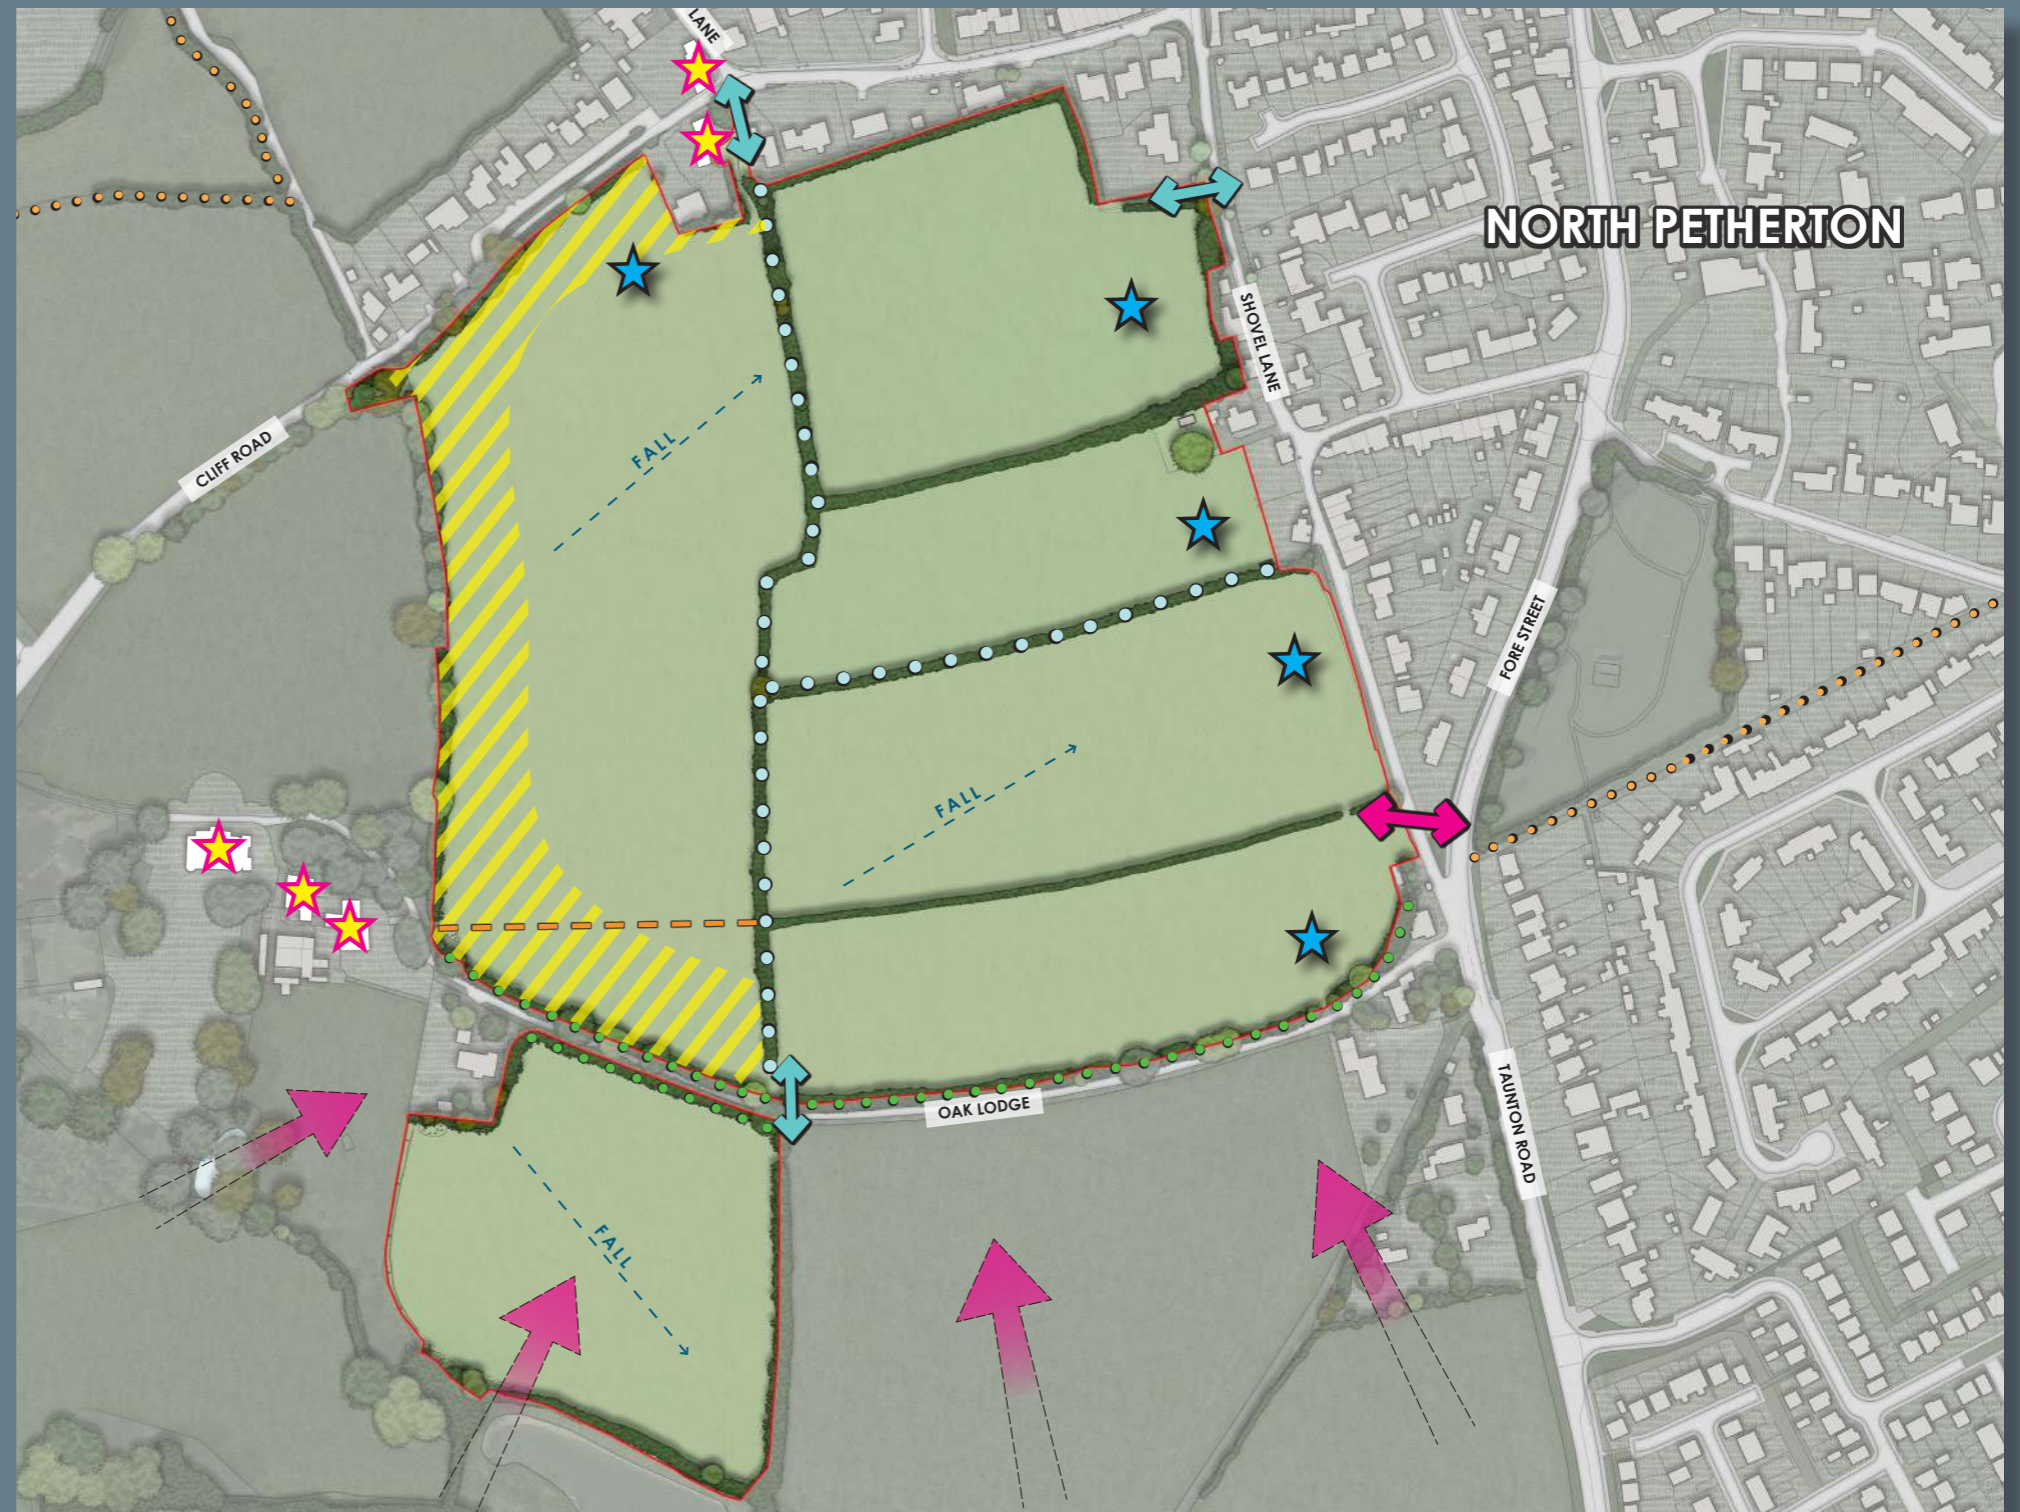 LANE
NORTH PETHERTON
SHOVEL LANE
CLIFF ROAD
FALL
FORE STREET
FALL
OAK LODGE
TAUNTON ROAD
FALL